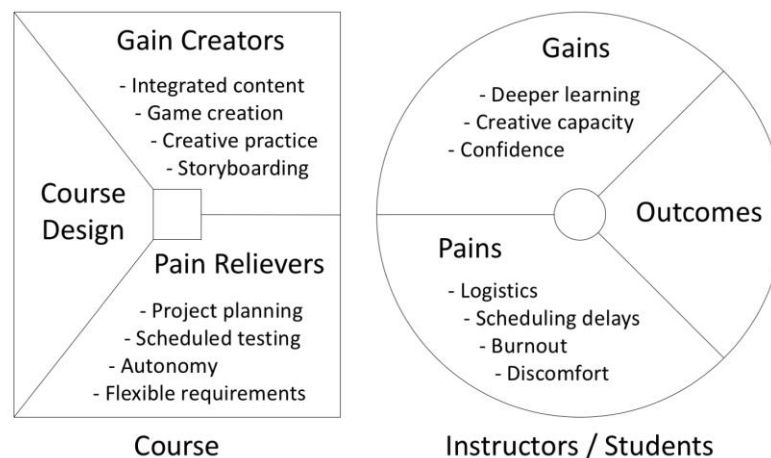 Gain Creators
- Integrated content
- Game creation
- Creative practice
- Storyboarding
Course
Design
Pain Relievers
- Project planning
- Scheduled testing
- Autonomy
- Flexible requirements
Course
Gains
- Deeper learning
- Creative capacity
- Confidence
Outcomes
Pains
- Logistics
- Scheduling delays
- Burnout
- Discomfort
Instructors / Students